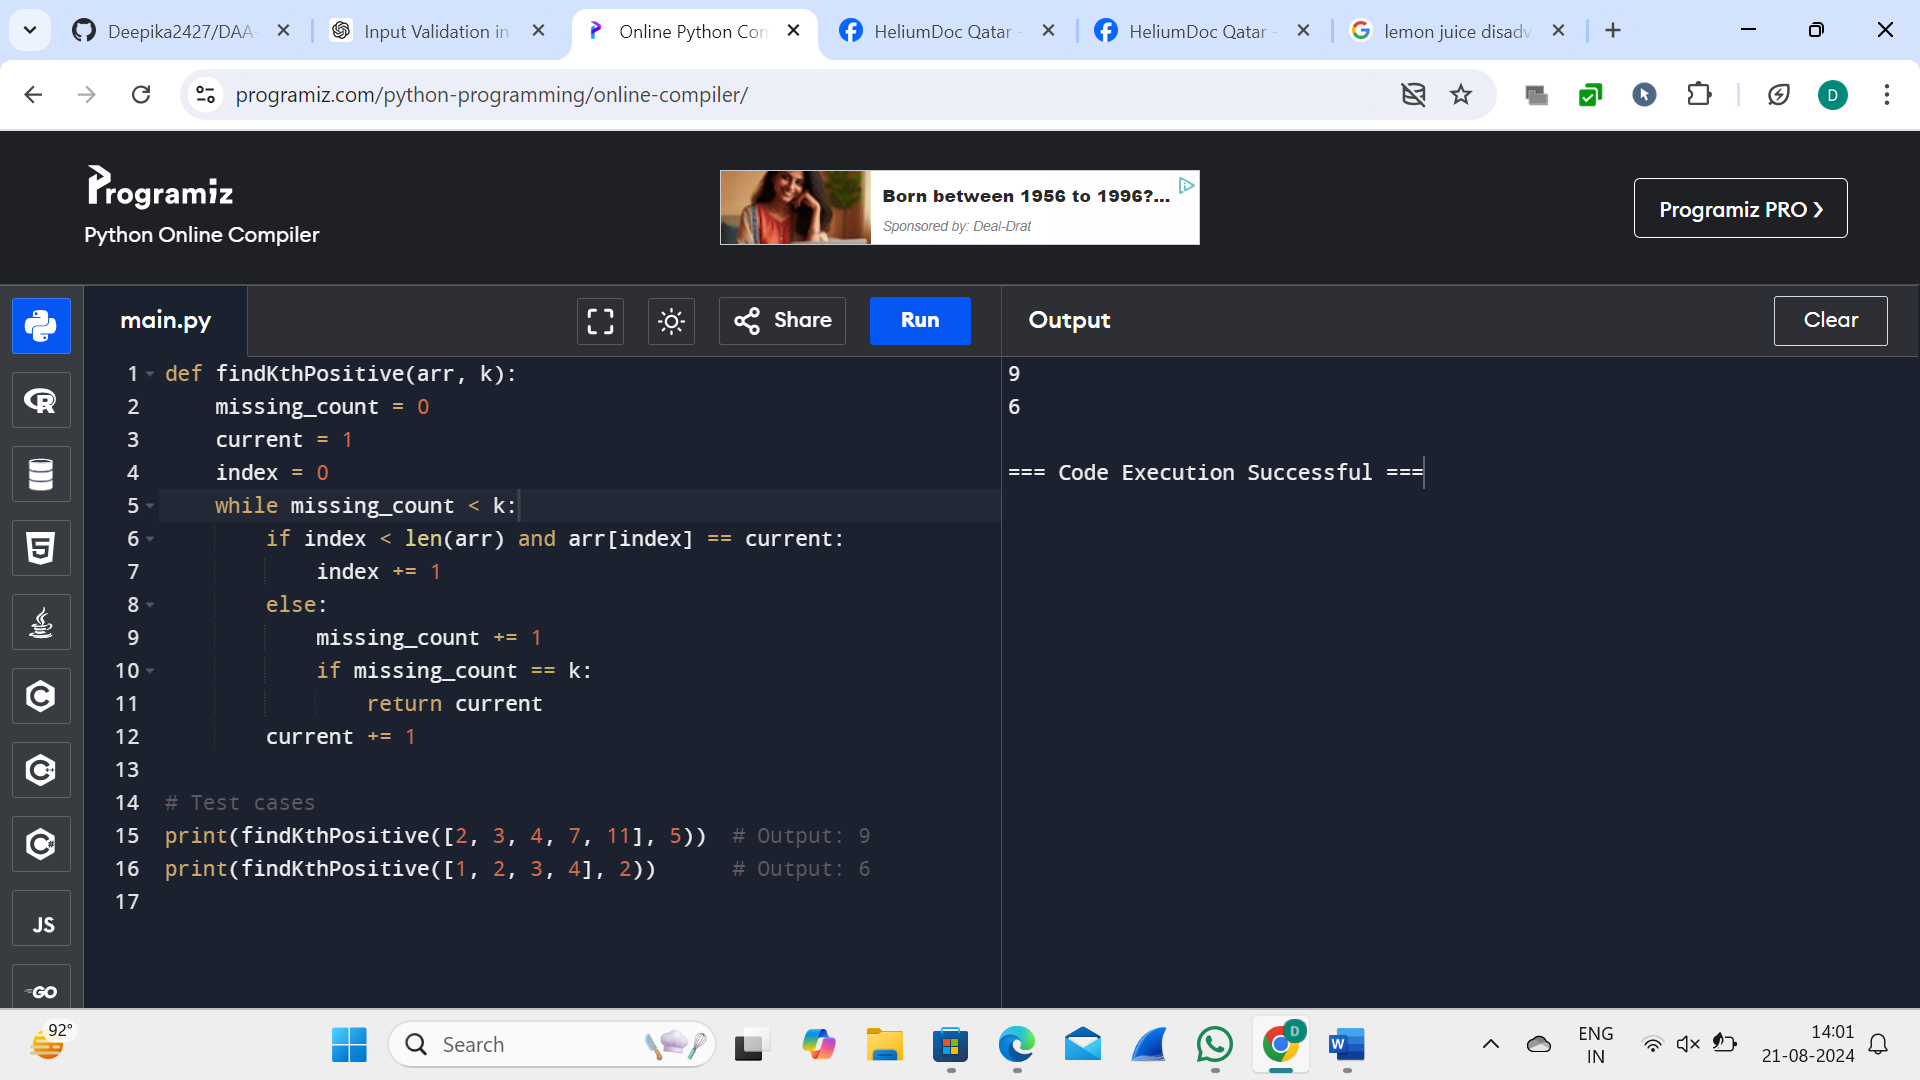 Deepika2427/DAA-
Input Validation in
Online Python Com
HeliumDoc Qatar -
HeliumDoc Qatar -
lemon juice disadv
programiz.com/python-programming/online-compiler/
D
Programiz
Python Online Compiler
Born between 1956 to 1996?...
Sponsored by: Deal-Drat
Programiz PRO ❯
main.py
Share
Run
Output
Clear
1 def findKthPositive(arr, k):
2     missing_count = 0
3     current = 1
4     index = 0
5     while missing_count < k:
6         if index < len(arr) and arr[index] == current:
7             index += 1
8         else:
9             missing_count += 1
10             if missing_count == k:
11                 return current
12         current += 1
13
14 # Test cases
15 print(findKthPositive([2, 3, 4, 7, 11], 5))  # Output: 9
16 print(findKthPositive([1, 2, 3, 4], 2))      # Output: 6
17
9
6
=== Code Execution Successful ===
R
5
C
C++
C#
JS
GO
92°
Search
D
W
ENG
IN
14:01
21-08-2024